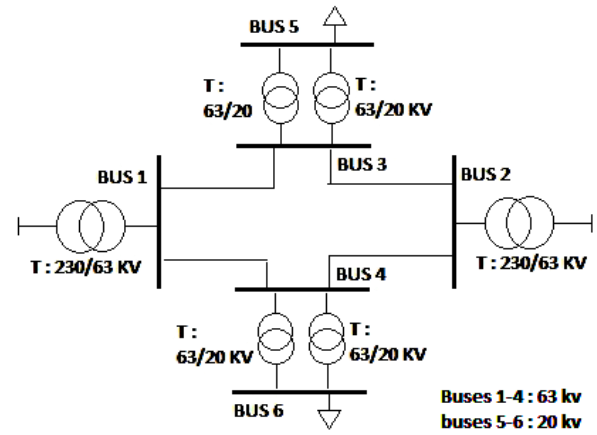 BUS 5
T :
63/20
T :
63/20 KV
BUS 3
BUS 1
BUS 2
T : 230/63 KV
T : 230/63 KV
BUS 4
T :
63/20 KV
T :
63/20 KV
BUS 6
Buses 1-4 : 63 kv
buses 5-6 : 20 kv